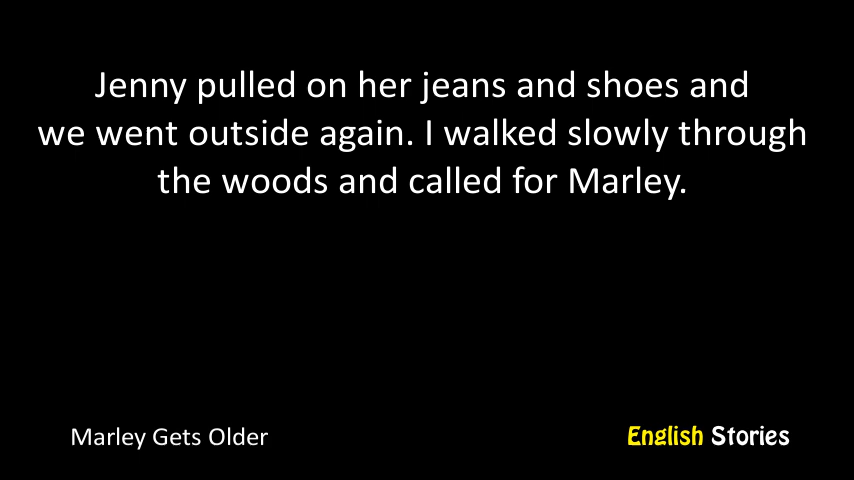 Jenny pulled on her jeans and shoes and
we went outside again. I walked slowly through
the woods and called for Marley.
Marley Gets Older
English Stories